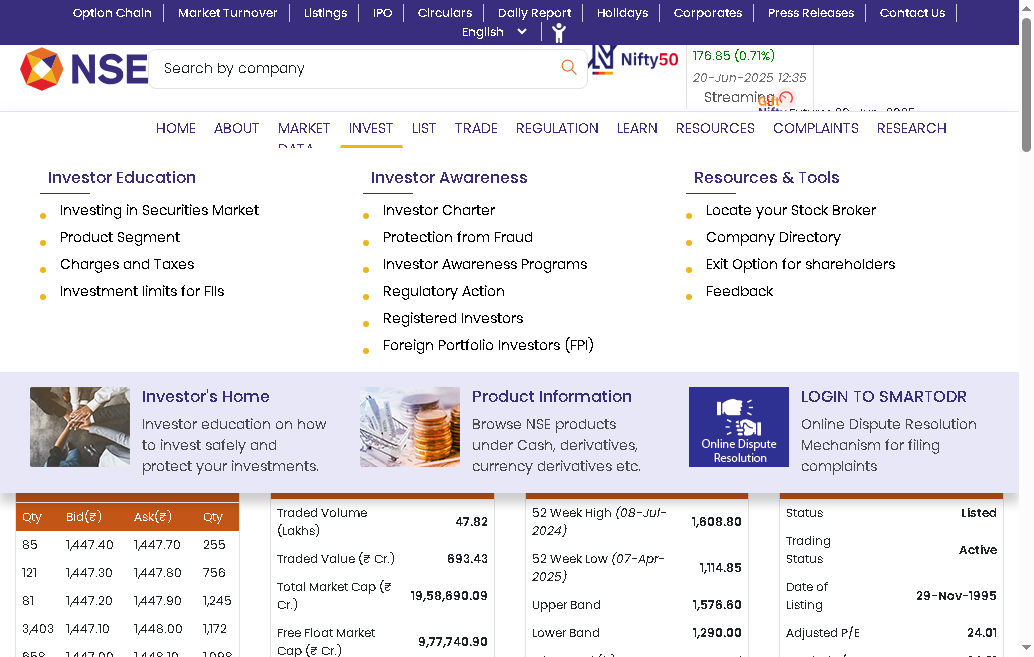 Option Chain Market Turnover Listings IPO Circulars Daily Report Holidays Corporates Press Releases Contact Us
English
NSE
Search by company
Nifty50
176.85 (0.71%)
20-Jun-2025 12:35
Streaming
HOME ABOUT MARKET DATA INVEST LIST TRADE REGULATION LEARN RESOURCES COMPLAINTS RESEARCH
Investor Education
Investing in Securities Market
Product Segment
Charges and Taxes
Investment limits for FIIs
Investor Awareness
Investor Charter
Protection from Fraud
Investor Awareness Programs
Regulatory Action
Registered Investors
Foreign Portfolio Investors (FPI)
Resources & Tools
Locate your Stock Broker
Company Directory
Exit Option for shareholders
Feedback
Investor's Home
Investor education on how
to invest safely and
protect your investments.
Product Information
Browse NSE products
under Cash, derivatives,
currency derivatives etc.
Online Dispute
Resolution
LOGIN TO SMARTODR
Online Dispute Resolution
Mechanism for filing
complaints
Qty Bid(₹) Ask(₹) Qty
85 1,447.40 1,447.70 255
121 1,447.30 1,447.80 756
81 1,447.20 1,447.90 1,245
3,403 1,447.10 1,448.00 1,172
658 1,447.00 1,448.10 1,098
Traded Volume
(Lakhs) 47.82
Traded Value (₹ Cr.) 693.43
Total Market Cap (₹
Cr.) 19,58,690.09
Free Float Market
Cap (₹ Cr.) 9,77,740.90
52 Week High (08-Jul-
2024) 1,608.80
52 Week Low (07-Apr-
2025) 1,114.85
Upper Band 1,576.60
Lower Band 1,290.00
Status Listed
Trading
Status Active
Date of
Listing 29-Nov-1995
Adjusted P/E 24.01